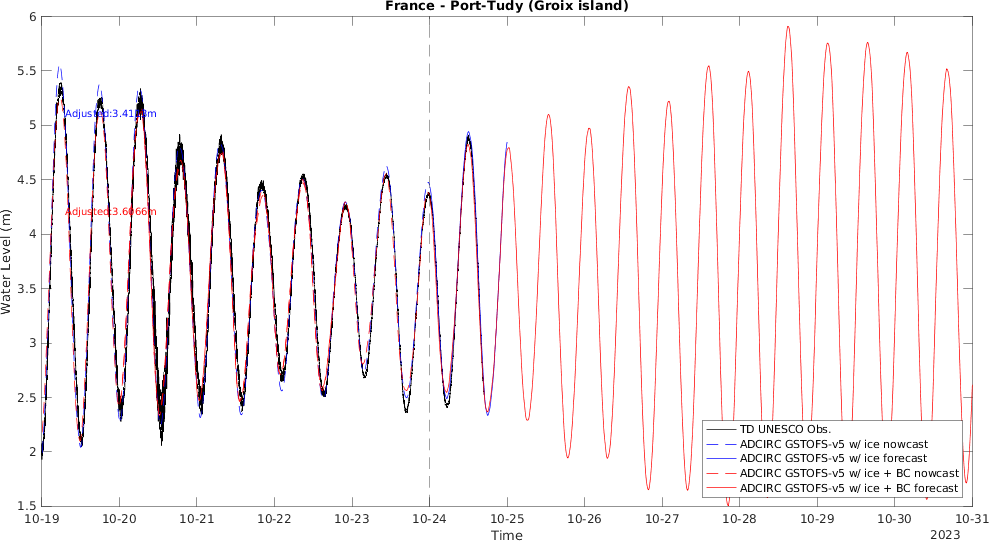 France - Port-Tudy (Groix island)
6
5.5
5
4.5
4
3.5
3
2.5
2
1.5
Water Level (m)
Adjusted:3.6066m
TD UNESCO Obs.
ADCIRC GSTOFS-v5 w/ ice nowcast
ADCIRC GSTOFS-v5 w/ ice forecast
ADCIRC GSTOFS-v5 w/ ice + BC nowcast
ADCIRC GSTOFS-v5 w/ ice + BC forecast
10-19 10-20 10-21 10-22 10-23 10-24 10-25 10-26 10-27 10-28 10-29 10-30 10-31
Time
2023